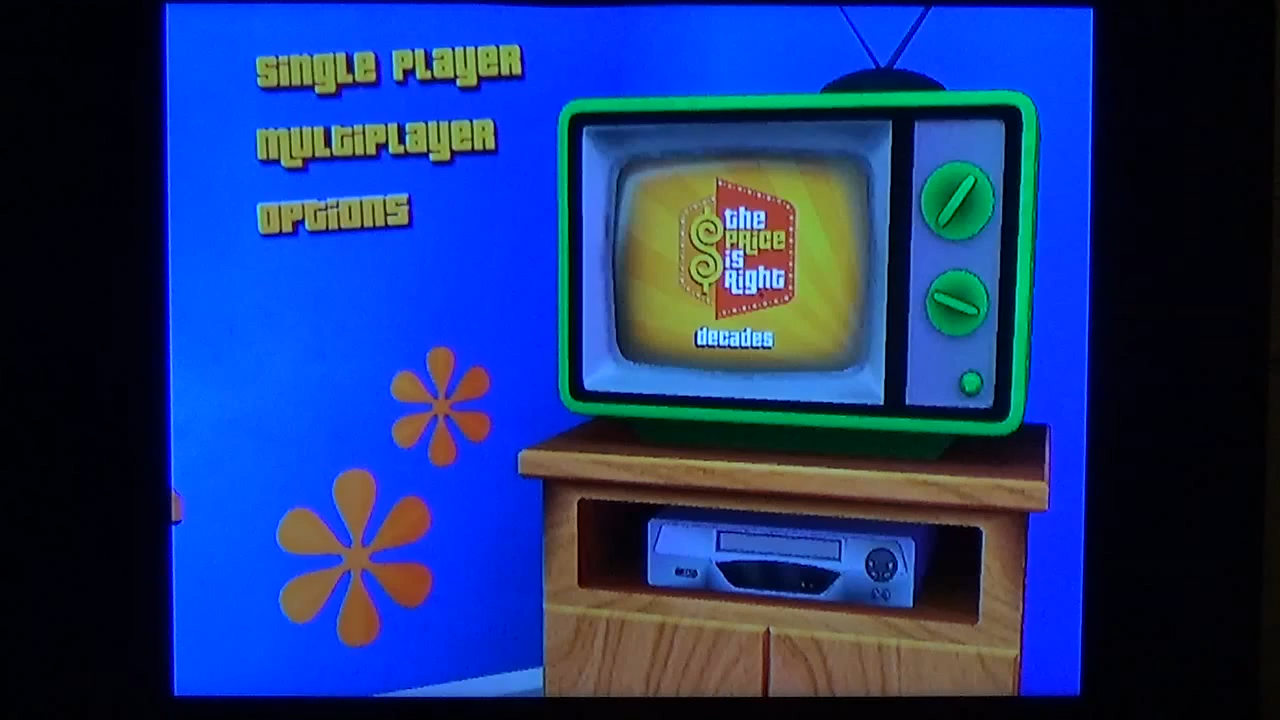 Single Player
Multiplayer
Options
the
PRICE
is
Right
decades